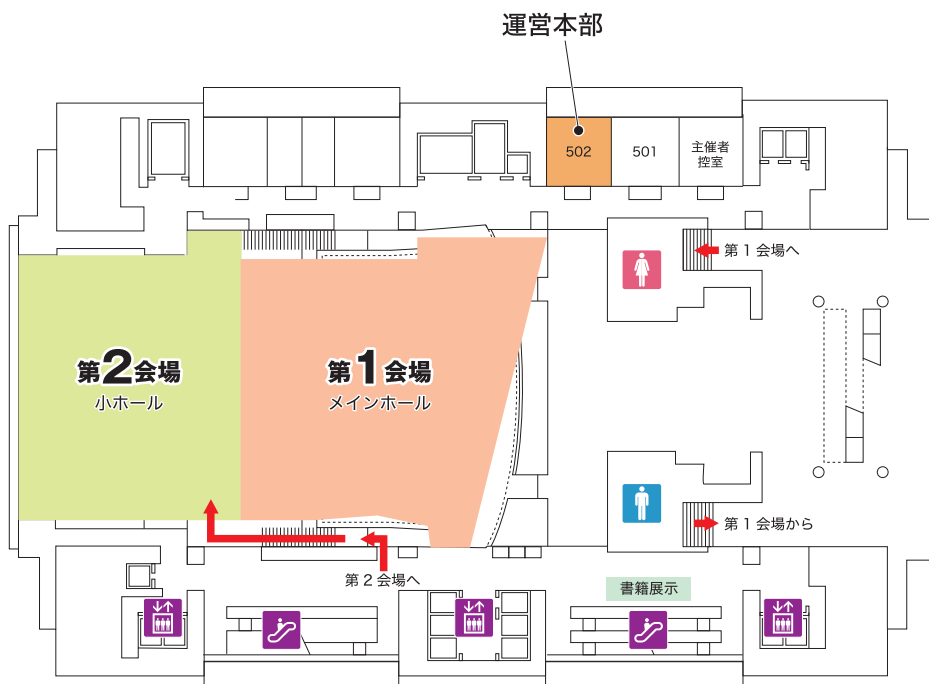 運営本部
502
501
主催者
控室
第1会場へ
第2会場
小ホール
第1会場
メインホール
第1会場から
第2会場へ
書籍展示